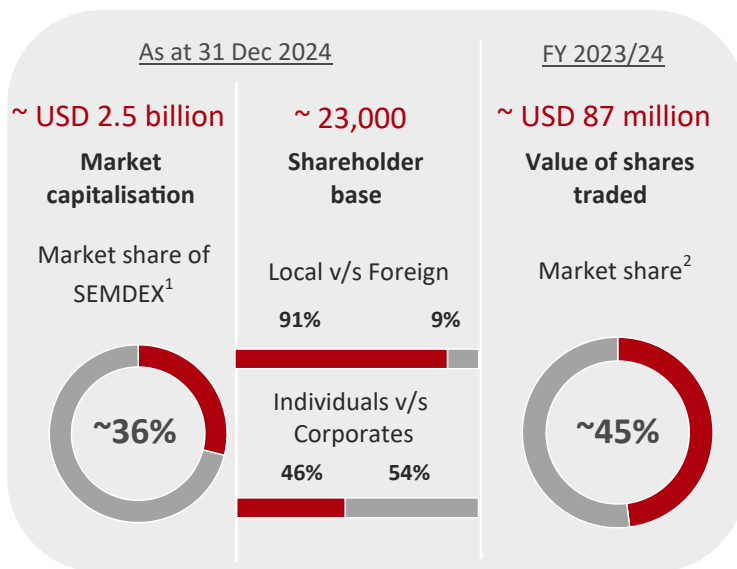 As at 31 Dec 2024
FY 2023/24
~ USD 2.5 billion
Market
capitalisation
Market share of
SEMDEX1
~36%
~ 23,000
Shareholder
base
Local v/s Foreign
91% 9%
Individuals v/s
Corporates
46% 54%
~ USD 87 million
Value of shares
traded
Market share2
~45%